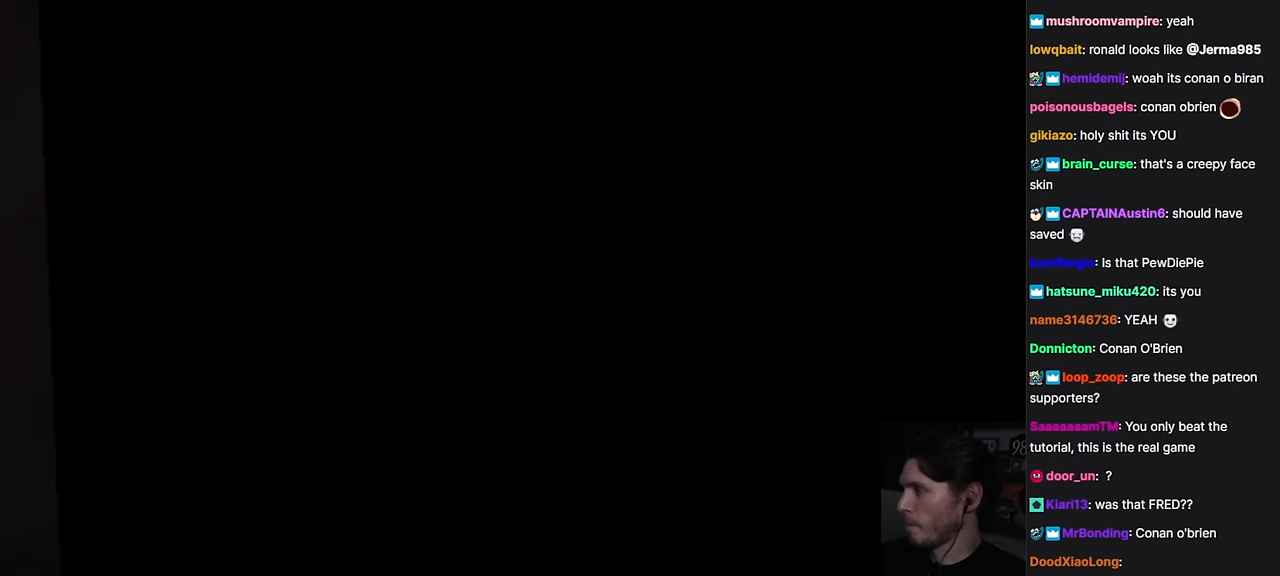 mushroomvampire: yeah
lowqbait: ronald looks like @Jerma985
hemidemij: woah its conan o biran
poisonousbagels: conan obrien
gikiazo: holy shit its YOU
brain_curse: that's a creepy face
skin
CAPTAINAustin6: should have
saved
: Is that PewDiePie
hatsune_miku420: its you
name3146736: YEAH
Donnicton: Conan O'Brien
loop_zoop: are these the patreon
supporters?
SaaaaaaamTM: You only beat the
tutorial, this is the real game
door_un: ?
Kiari13: was that FRED??
MrBonding: Conan o'brien
DoodXiaoLong:
98